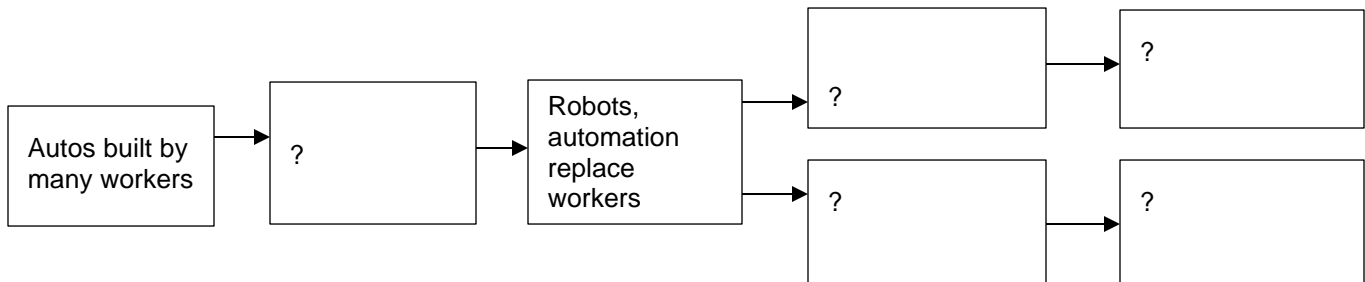 Autos built by
many workers
?
Robots,
automation
replace
workers
?
?
?
?